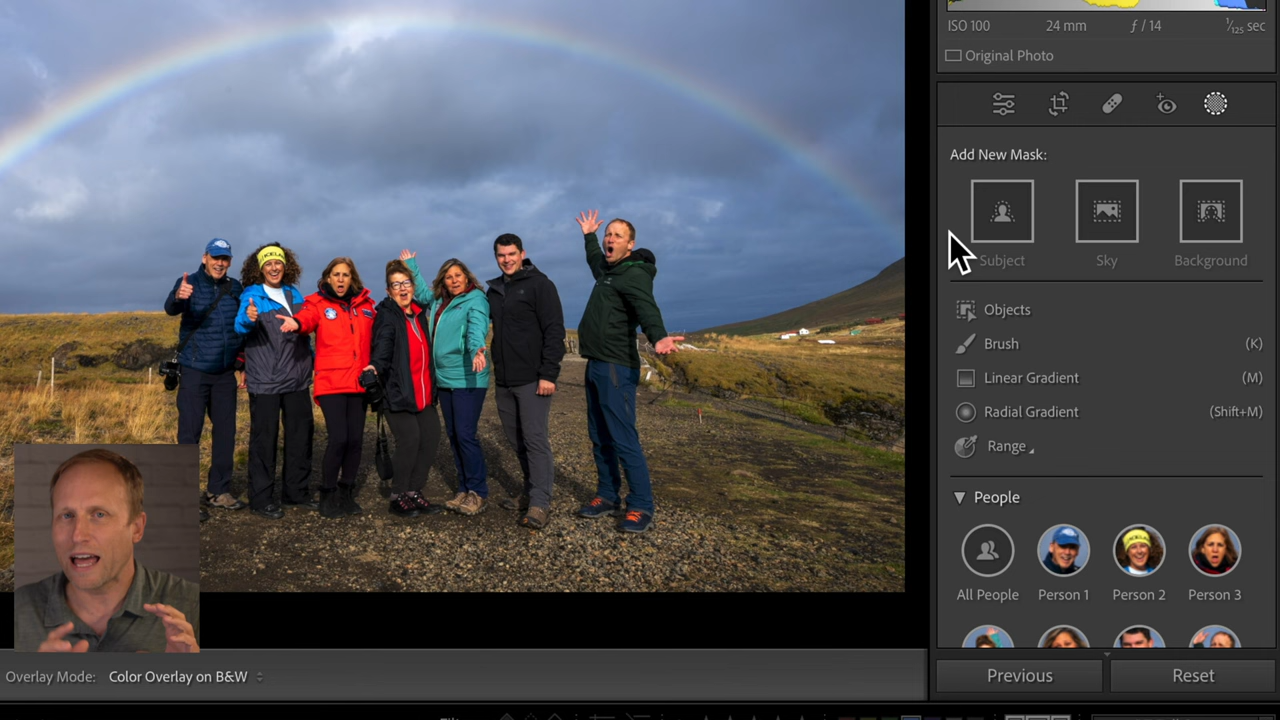 ISO 100 24 mm ƒ / 14 1/125 sec
Original Photo
Add New Mask:
Subject Sky Background
Objects
Brush (K)
Linear Gradient (M)
Radial Gradient (Shift+M)
Range
People
All People Person 1 Person 2 Person 3
Previous Reset
Overlay Mode: Color Overlay on B&W